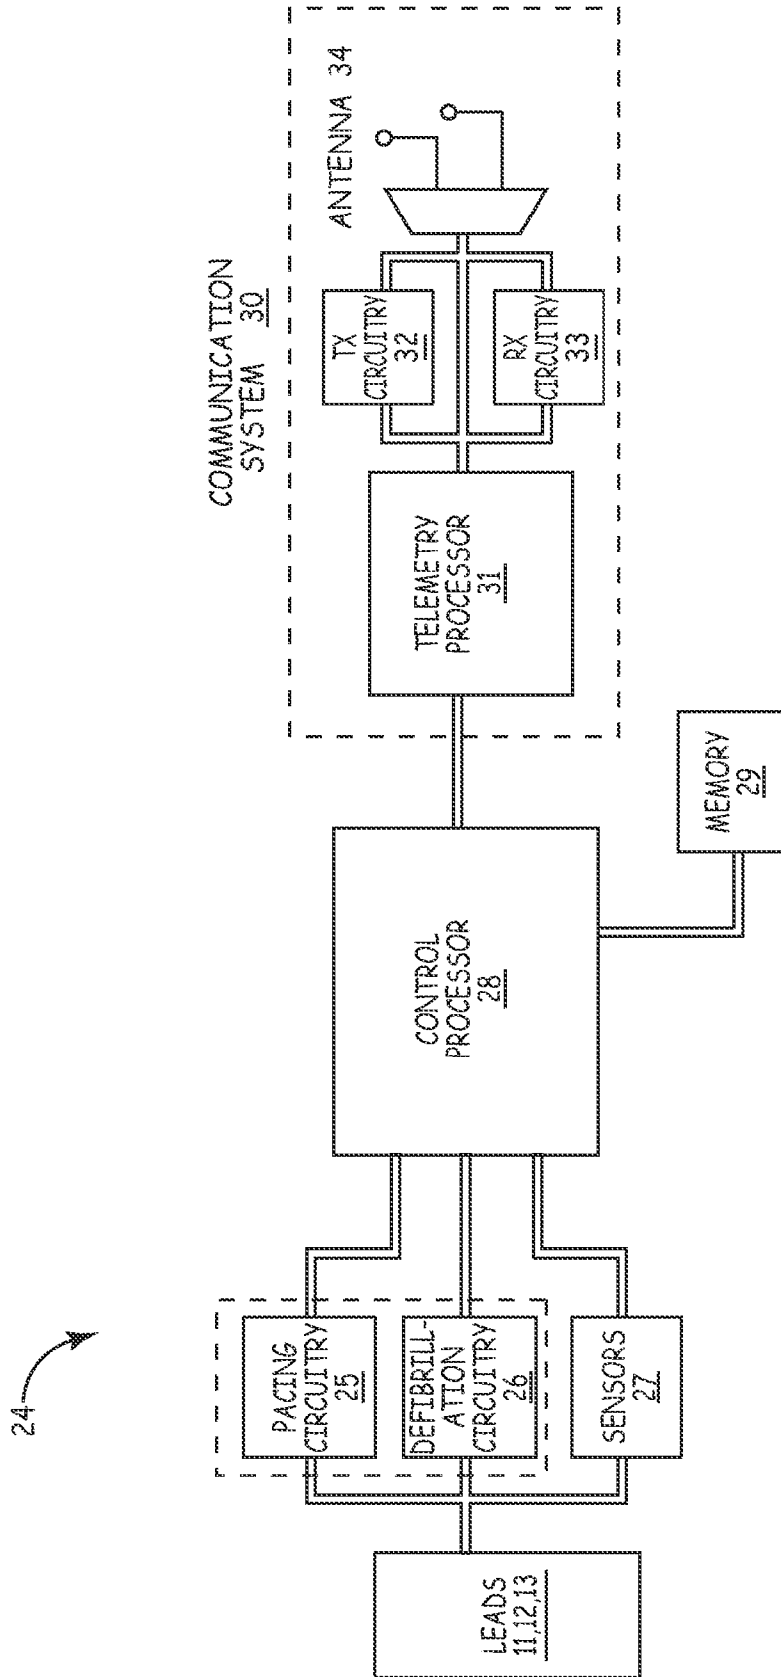 24
LEADS
11,12,13
PACING
CIRCUITRY
25
DEFIBRILL-
ATION
CIRCUITRY
26
SENSORS
27
CONTROL
PROCESSOR
28
MEMORY
29
COMMUNICATION
SYSTEM 30
TELEMETRY
PROCESSOR
31
TX
CIRCUITRY
32
RX
CIRCUITRY
33
ANTENNA 34